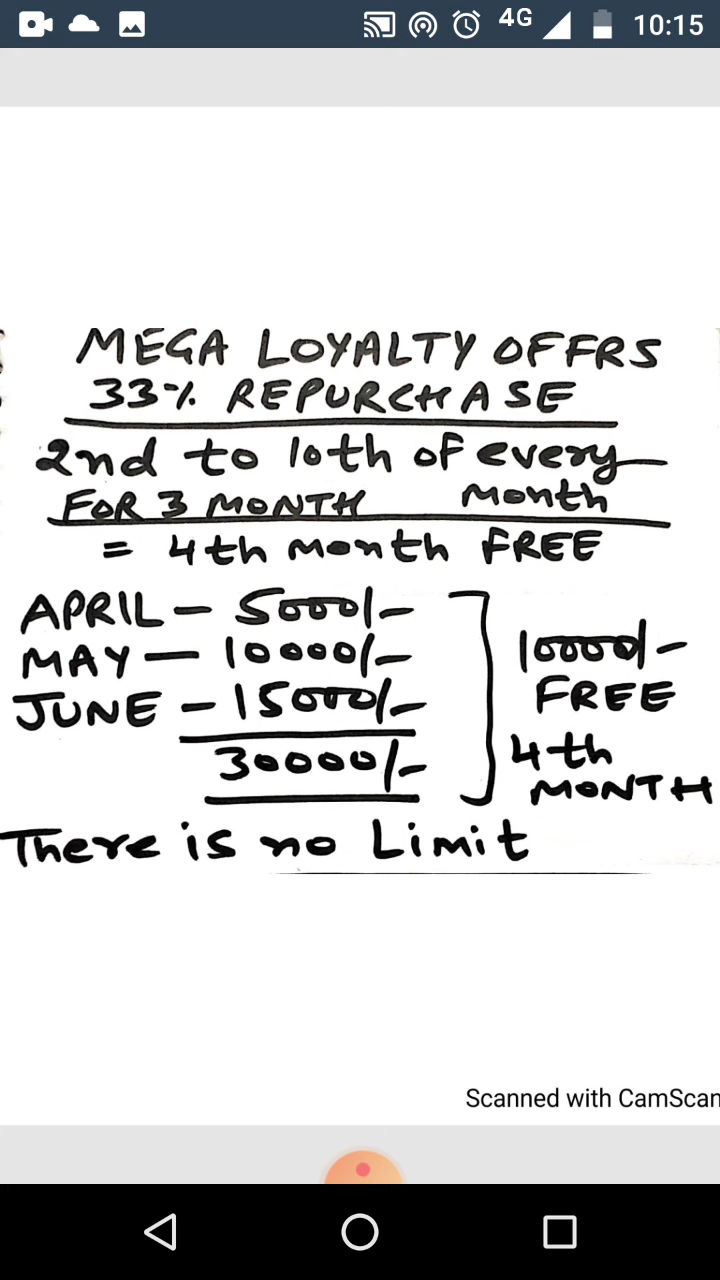 4G 10:15
MEGA LOYALTY OFFRS
33% REPURCHASE
2nd to 10th of every
FOR 3 MONTH month
= 4th month FREE
APRIL - 5000/-
MAY - 10000/- 10000/-
JUNE - 15000/- FREE
30000/- 4th
MONTH
There is no Limit
Scanned with CamScan